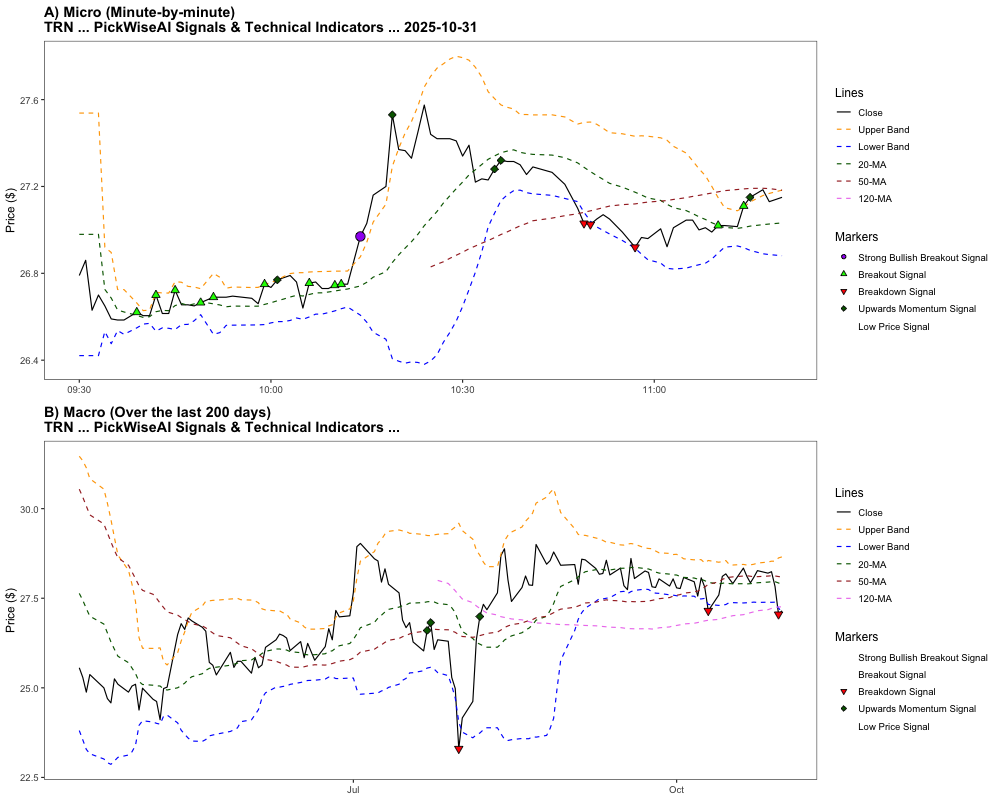 A) Micro (Minute-by-minute)
TRN ... PickWiseAI Signals & Technical Indicators ... 2025-10-31
Price ($)
27.6
27.2
26.8
26.4
09:30
10:00
10:30
11:00
Lines
Close
Upper Band
Lower Band
20-MA
50-MA
120-MA
Markers
Strong Bullish Breakout Signal
Breakout Signal
Breakdown Signal
Upwards Momentum Signal
Low Price Signal
B) Macro (Over the last 200 days)
TRN ... PickWiseAI Signals & Technical Indicators ...
Price ($)
30.0
27.5
25.0
22.5
Jul
Oct
Lines
Close
Upper Band
Lower Band
20-MA
50-MA
120-MA
Markers
Strong Bullish Breakout Signal
Breakout Signal
Breakdown Signal
Upwards Momentum Signal
Low Price Signal